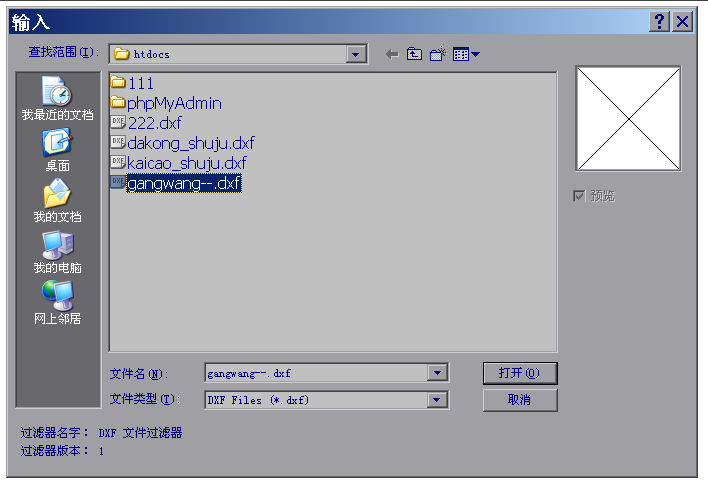 输入
查找范围(I):
htdocs
我最近的文档
桌面
我的文档
我的电脑
网上邻居
111
phpMyAdmin
222.dxf
dakong_shuju.dxf
kaicao_shuju.dxf
gangwang--.dxf
预览
文件名(N):
gangwang--.dxf
打开(O)
文件类型(T):
DXF Files (*.dxf)
取消
过滤器名字: DXF 文件过滤器
过滤器版本: 1